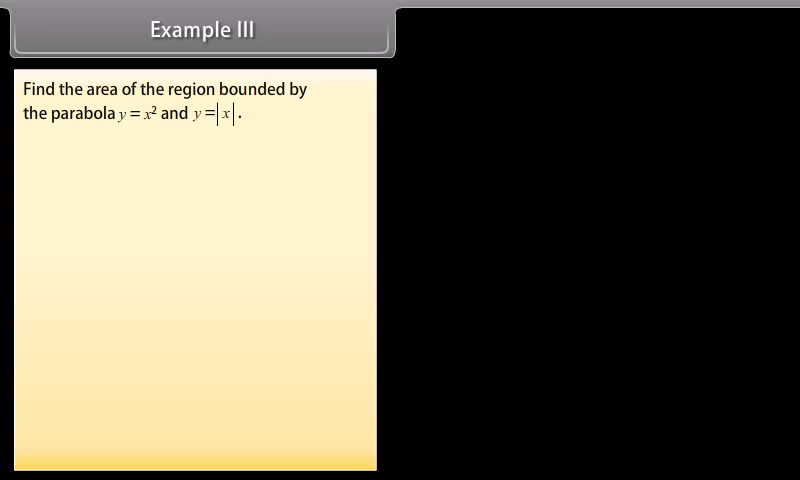 Example III
Find the area of the region bounded by
the parabola y = x² and y = |x| .